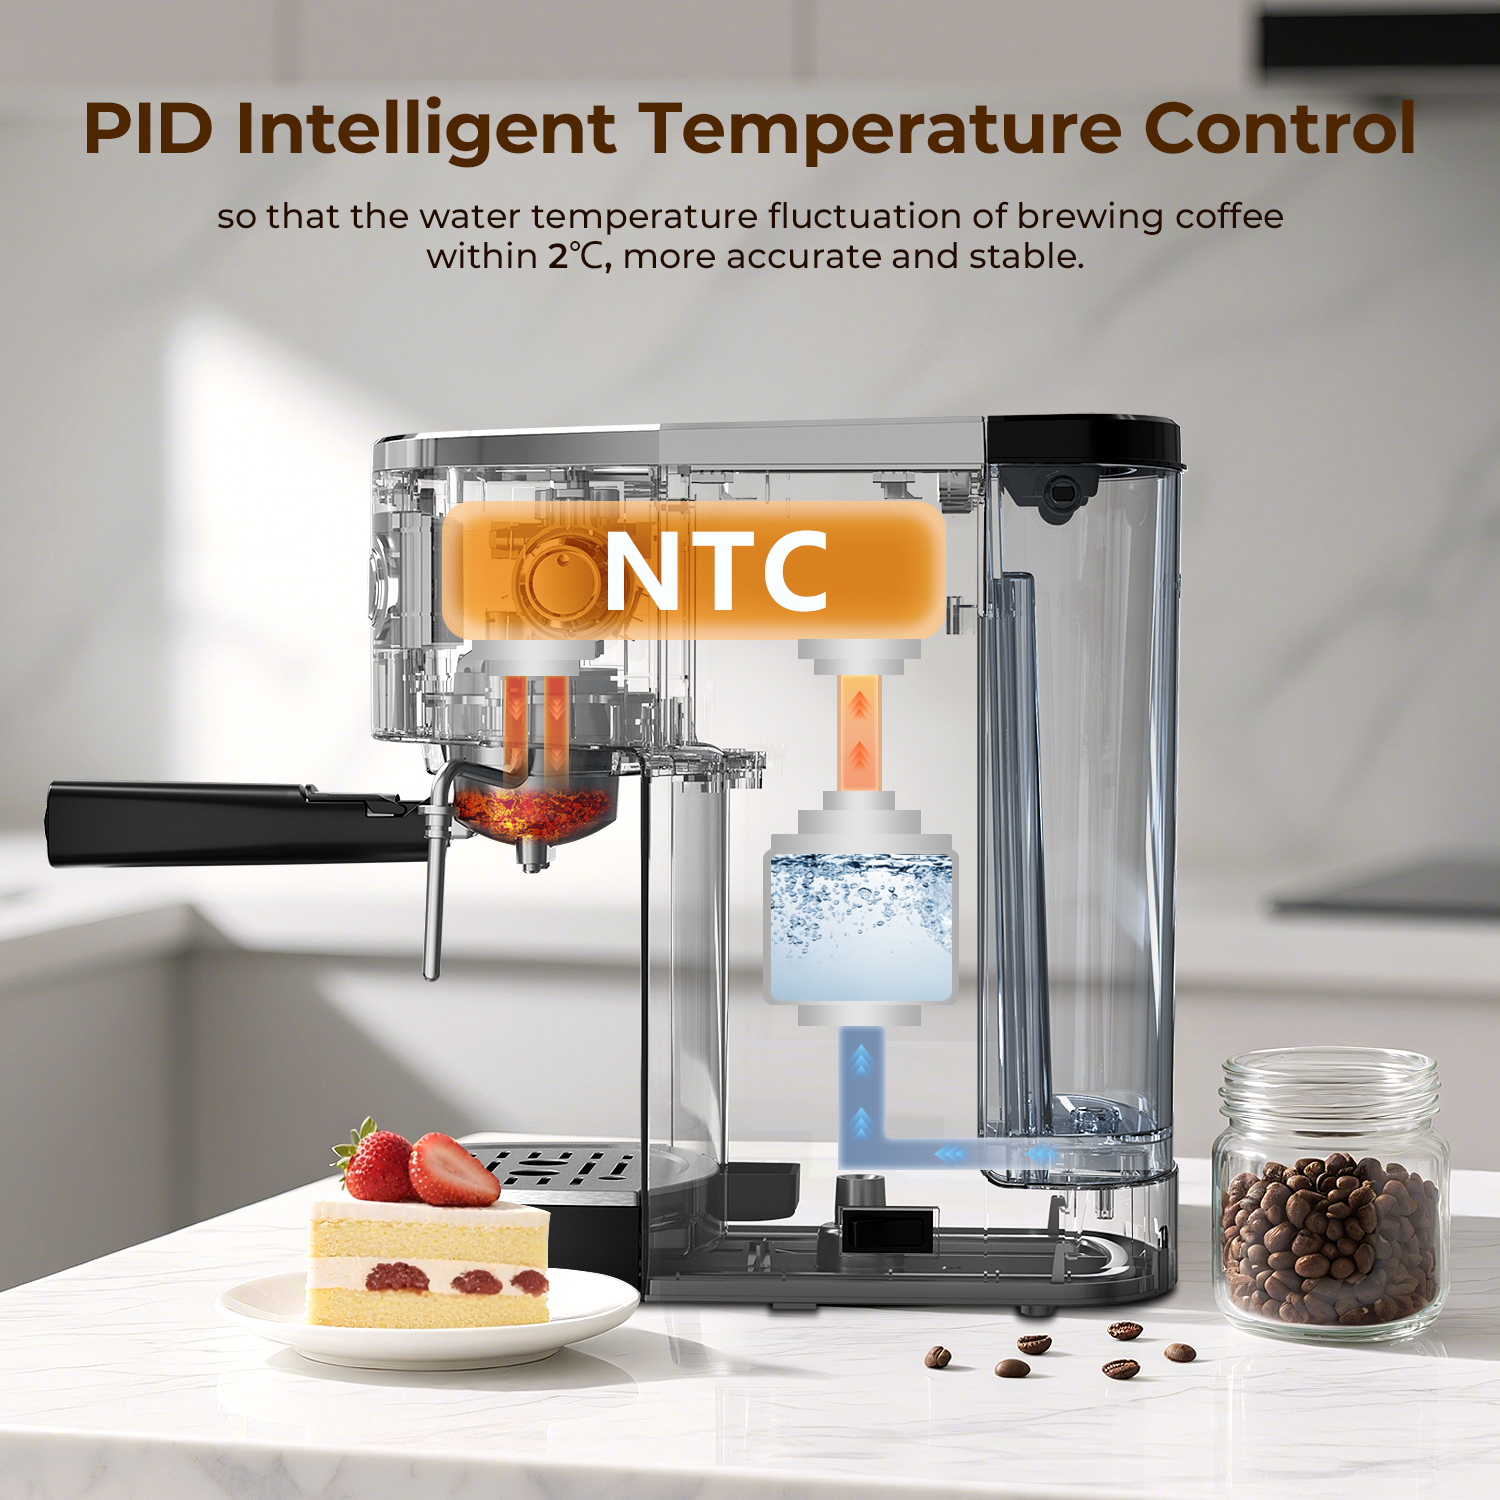 PID Intelligent Temperature Control
so that the water temperature fluctuation of brewing coffee
within 2℃, more accurate and stable.
NTC